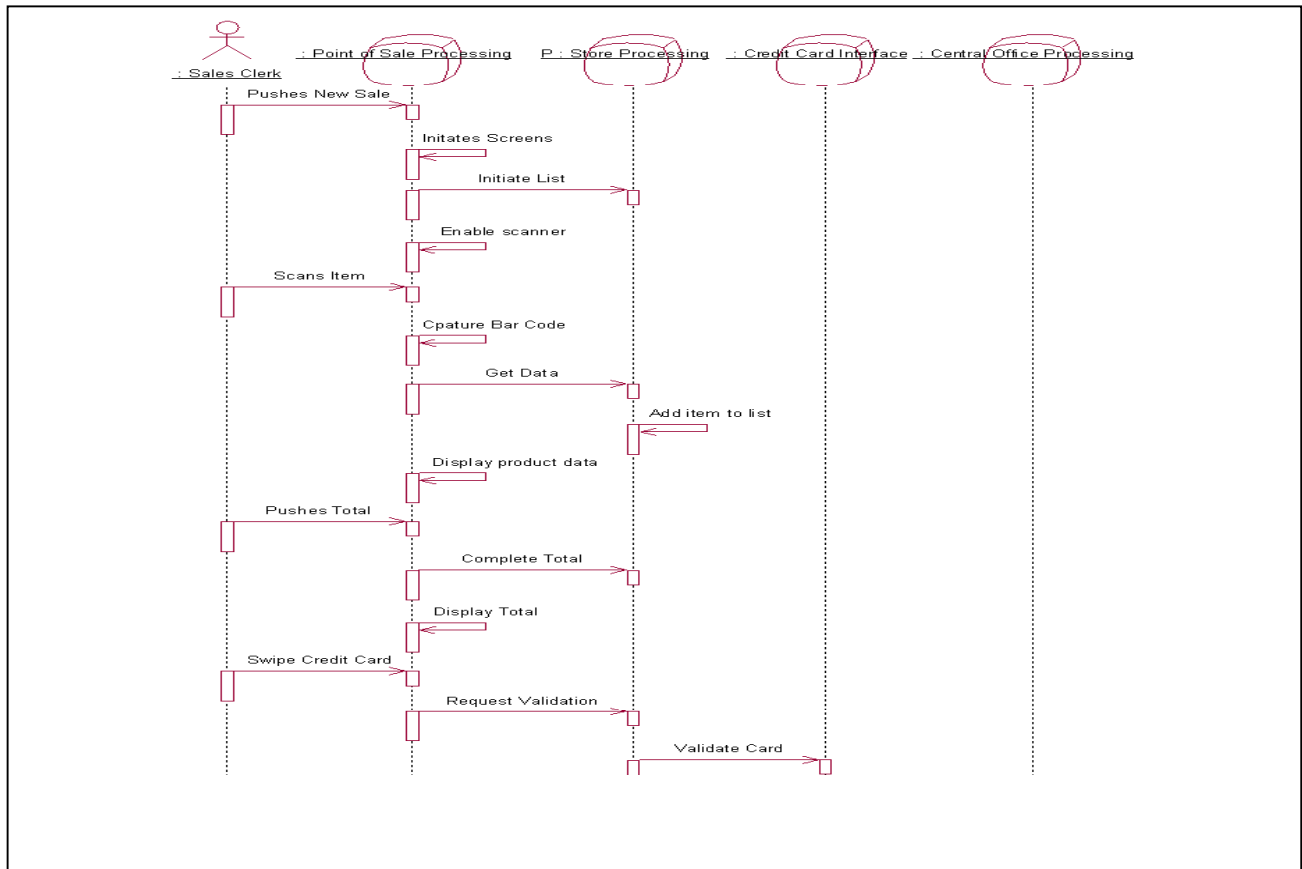 : Point of Sale Processing
P : Store Processing
: Credit Card Interface
: Central Office Processing
: Sales Clerk
Pushes New Sale
Initates Screens
Initiate List
Enable scanner
Scans Item
Cpature Bar Code
Get Data
Add item to list
Display product data
Pushes Total
Complete Total
Display Total
Swipe Credit Card
Request Validation
Validate Card